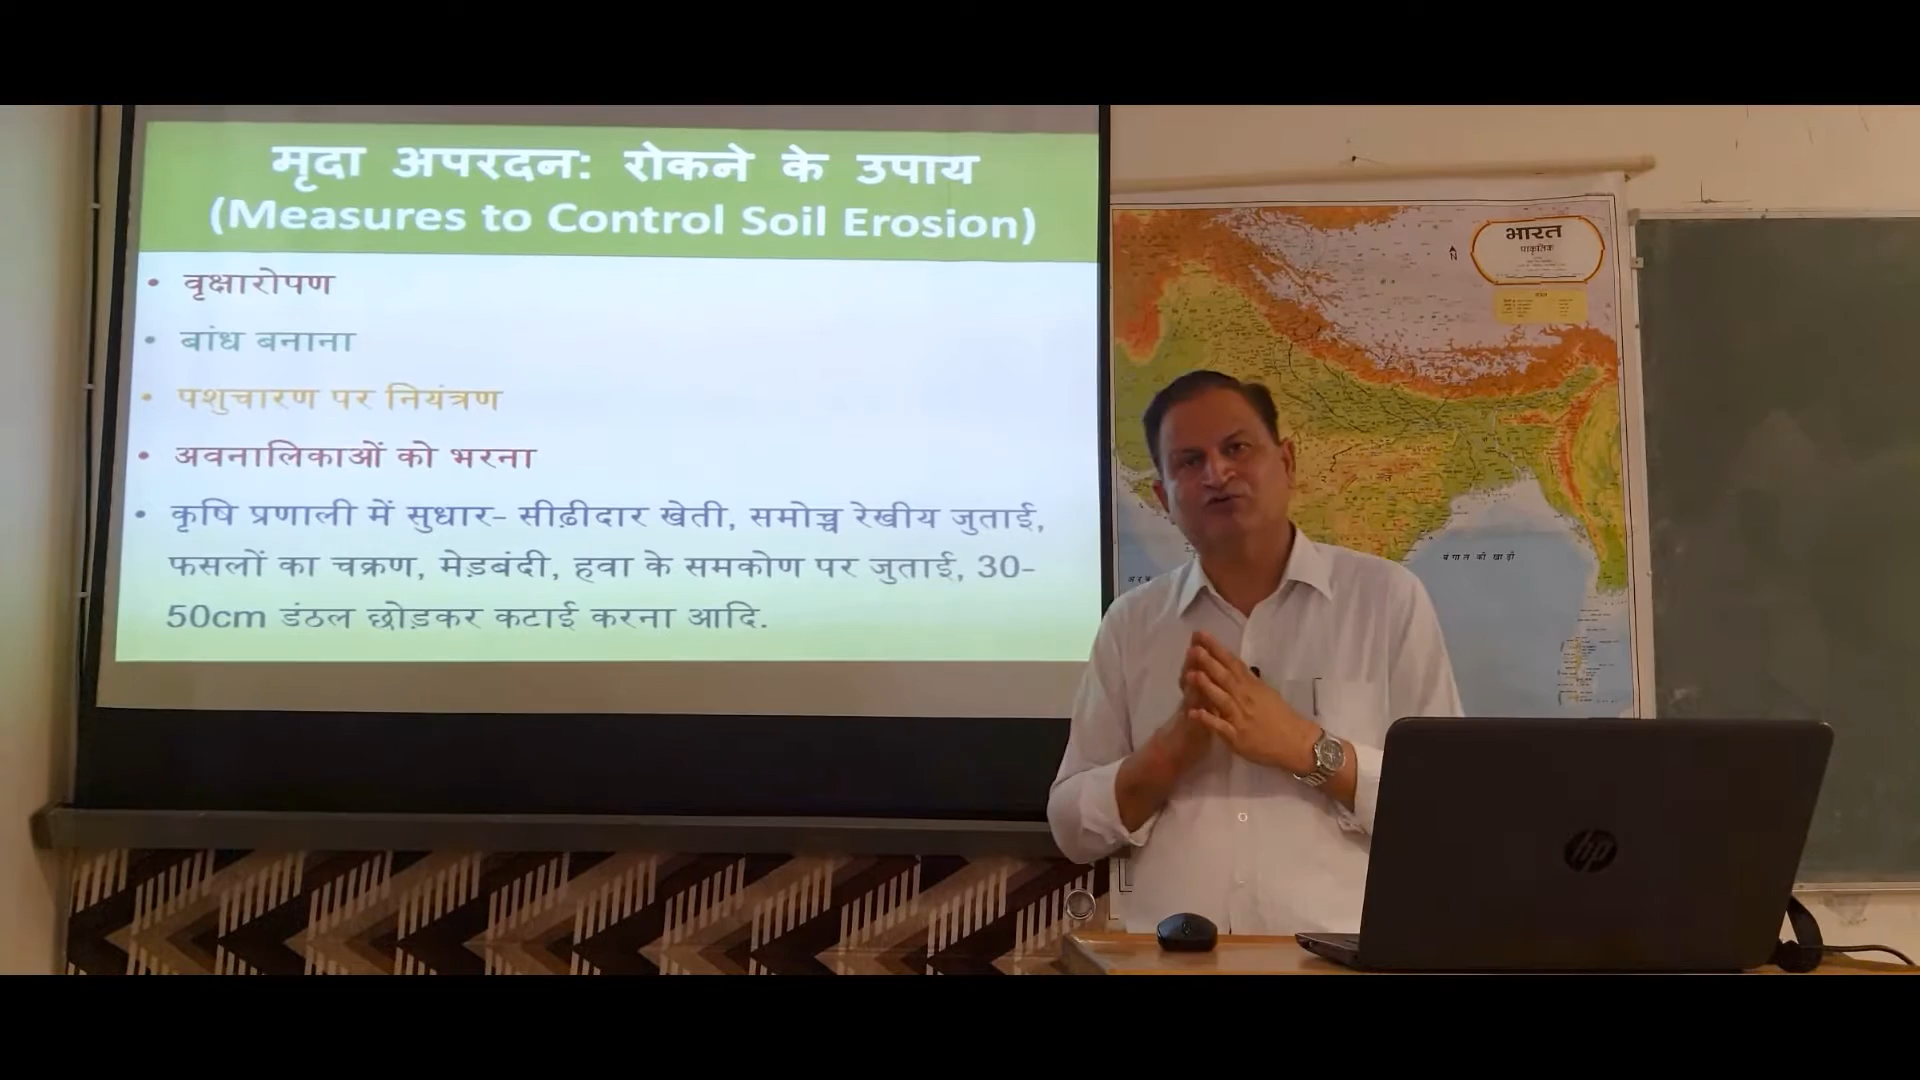 मृदा अपरदन: रोकने के उपाय
(Measures to Control Soil Erosion)
• वृक्षारोपण
• बांध बनाना
• पशुचारण पर नियंत्रण
• अवनालिकाओं को भरना
• कृषि प्रणाली में सुधार- सीढ़ीदार खेती, समोच्च रेखीय जुताई,
फसलों का चक्रण, मेड़बंदी, हवा के समकोण पर जुताई, 30-
50cm डंठल छोड़कर कटाई करना आदि.
भारत
प्राकृतिक
N
बंगाल की खाड़ी
hp